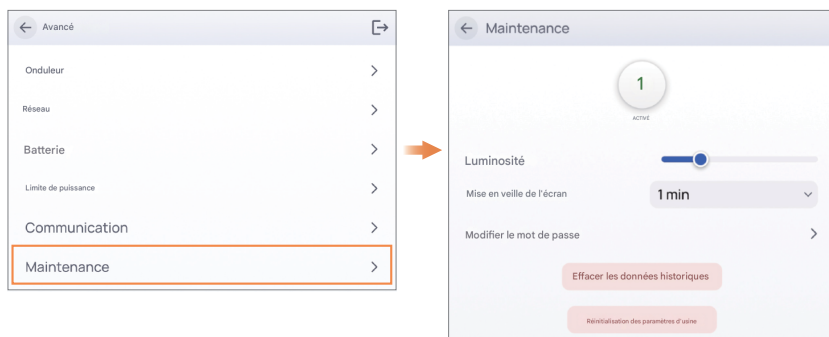 Avancé
Onduleur
Réseau
Batterie
Limite de puissance
Communication
Maintenance
Maintenance
1
ACTIVÉ
Luminosité
Mise en veille de l'écran
1 min
Modifier le mot de passe
Effacer les données historiques
Réinitialisation des paramètres d'usine